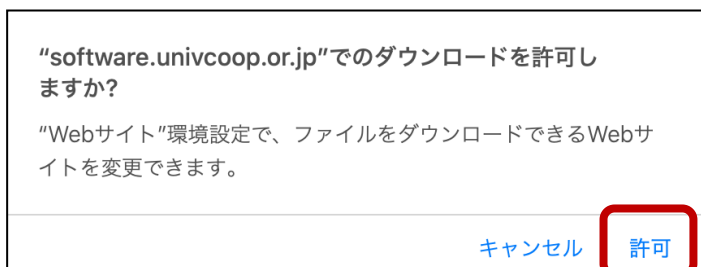 “software.univcoop.or.jp”でのダウンロードを許可し
ますか?
“Webサイト”環境設定で、ファイルをダウンロードできるWebサ
イトを変更できます。
キャンセル 許可